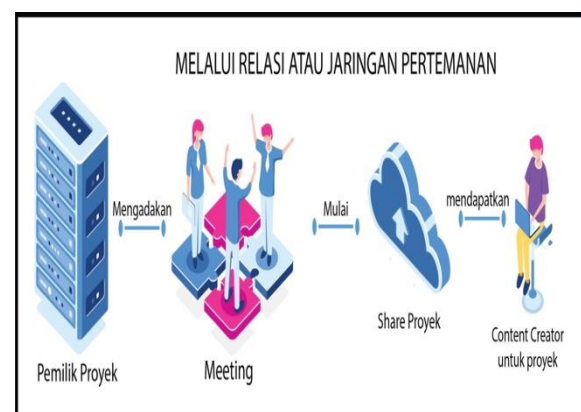 MELALUI RELASI ATAU JARINGAN PERTEMANAN
Mengadakan
Mulai
mendapatkan
Pemilik Proyek
Meeting
Share Proyek
Content Creator
untuk proyek